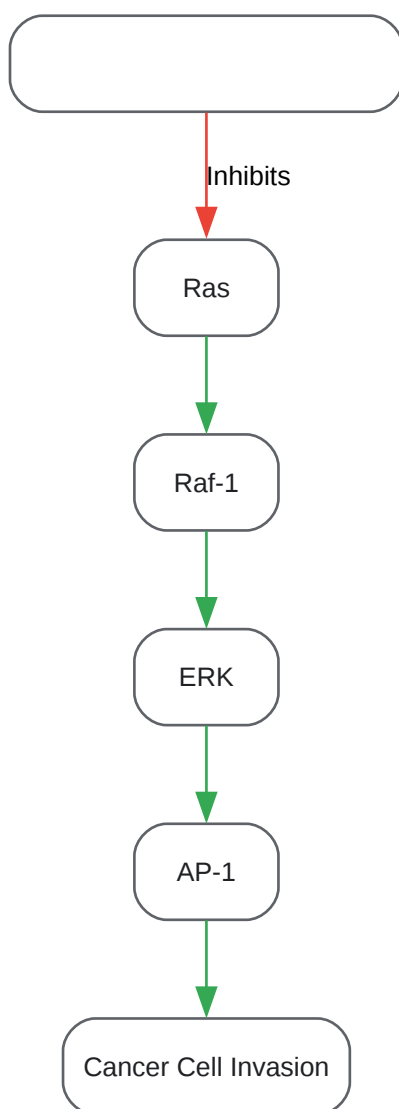 Inhibits
Ras
Raf-1
ERK
AP-1
Cancer Cell Invasion